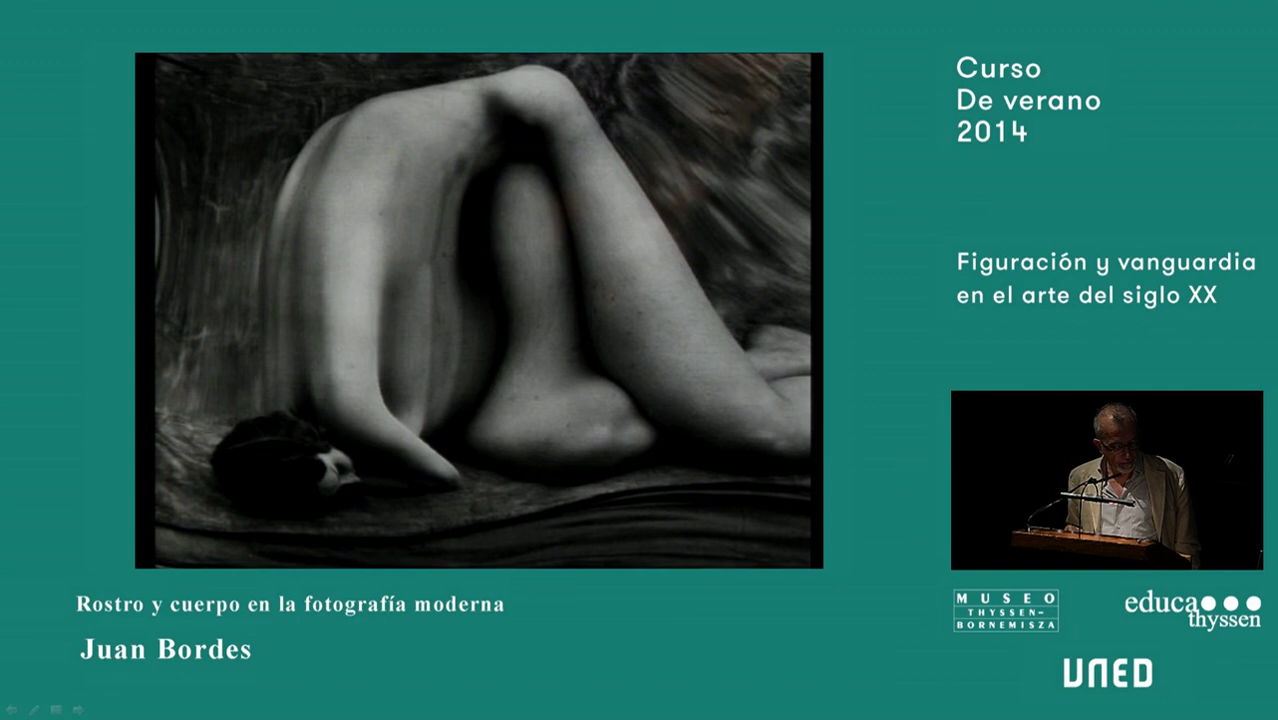 Curso
De verano
2014
Figuración y vanguardia
en el arte del siglo XX
Rostro y cuerpo en la fotografía moderna
Juan Bordes
MUSEO
THYSSEN-
BORNEMISZA
educa
thyssen
UNED